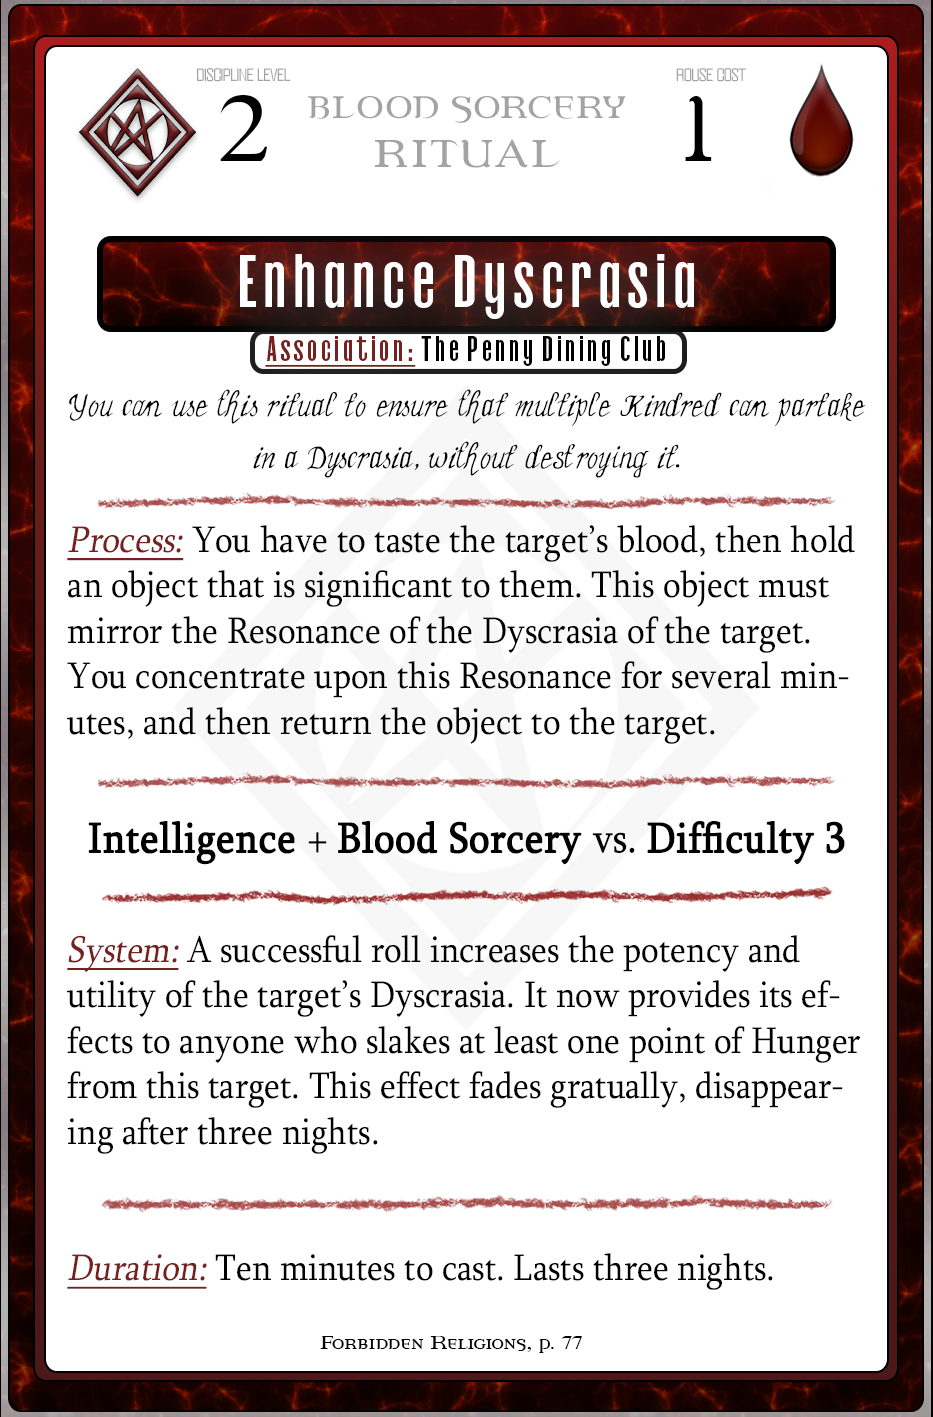 DISCIPLINE LEVEL
2
BLOOD SORCERY
RITUAL
ROUSE COST
1
Enhance Dyscrasia
Association: The Penny Dining Club
You can use this ritual to ensure that multiple Kindred can partake
in a Dyscrasia, without destroying it.
Process: You have to taste the target’s blood, then hold
an object that is significant to them. This object must
mirror the Resonance of the Dyscrasia of the target.
You concentrate upon this Resonance for several min-
utes, and then return the object to the target.
Intelligence + Blood Sorcery vs. Difficulty 3
System: A successful roll increases the potency and
utility of the target’s Dyscrasia. It now provides its ef-
fects to anyone who slakes at least one point of Hunger
from this target. This effect fades gratually, disappear-
ing after three nights.
Duration: Ten minutes to cast. Lasts three nights.
Forbidden Religions, p. 77